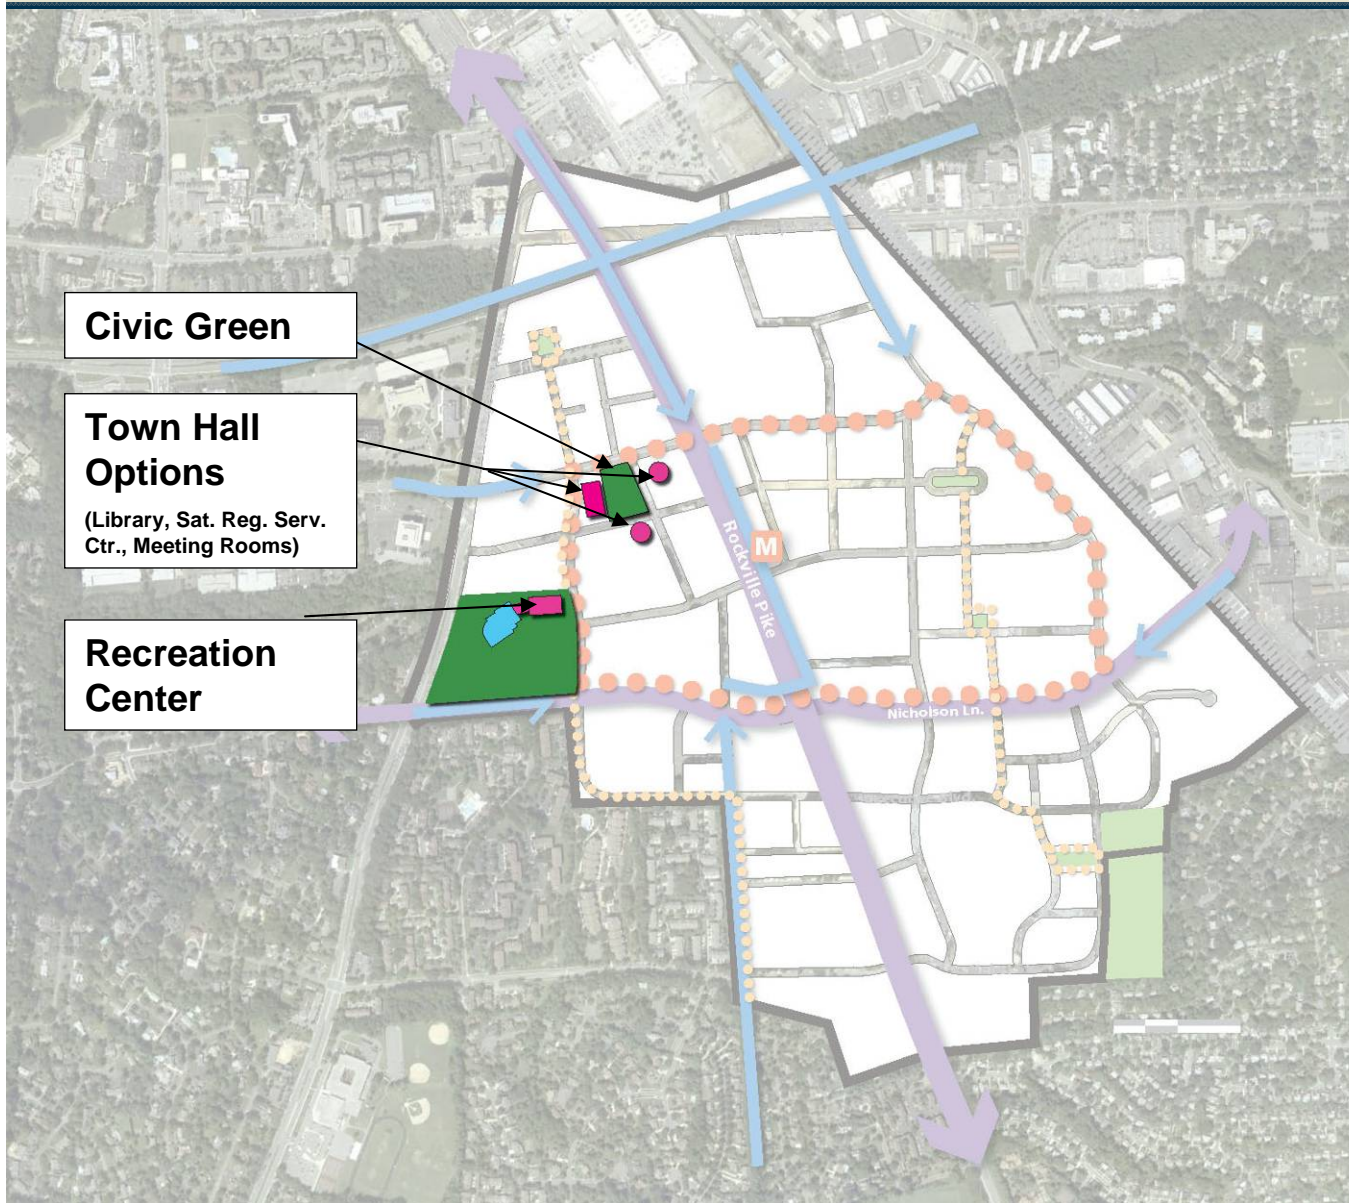 Civic Green
Town Hall
Options
(Library, Sat. Reg. Serv.
Ctr., Meeting Rooms)
Recreation
Center
Rockville Pike
M
Nicholson Ln.